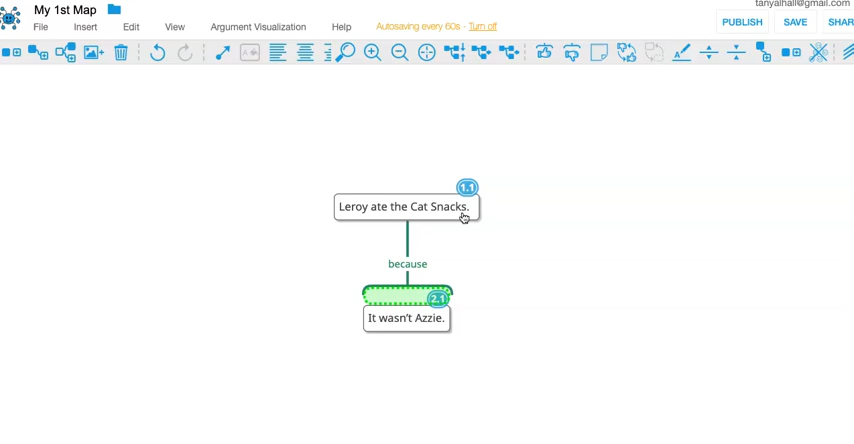 tanyalhall@gmail.com
My 1st Map
File Insert Edit View Argument Visualization Help Autosaving every 60s - Turn off PUBLISH SAVE SHAR
1.1
Leroy ate the Cat Snacks.
because
2.1
It wasn't Azzie.